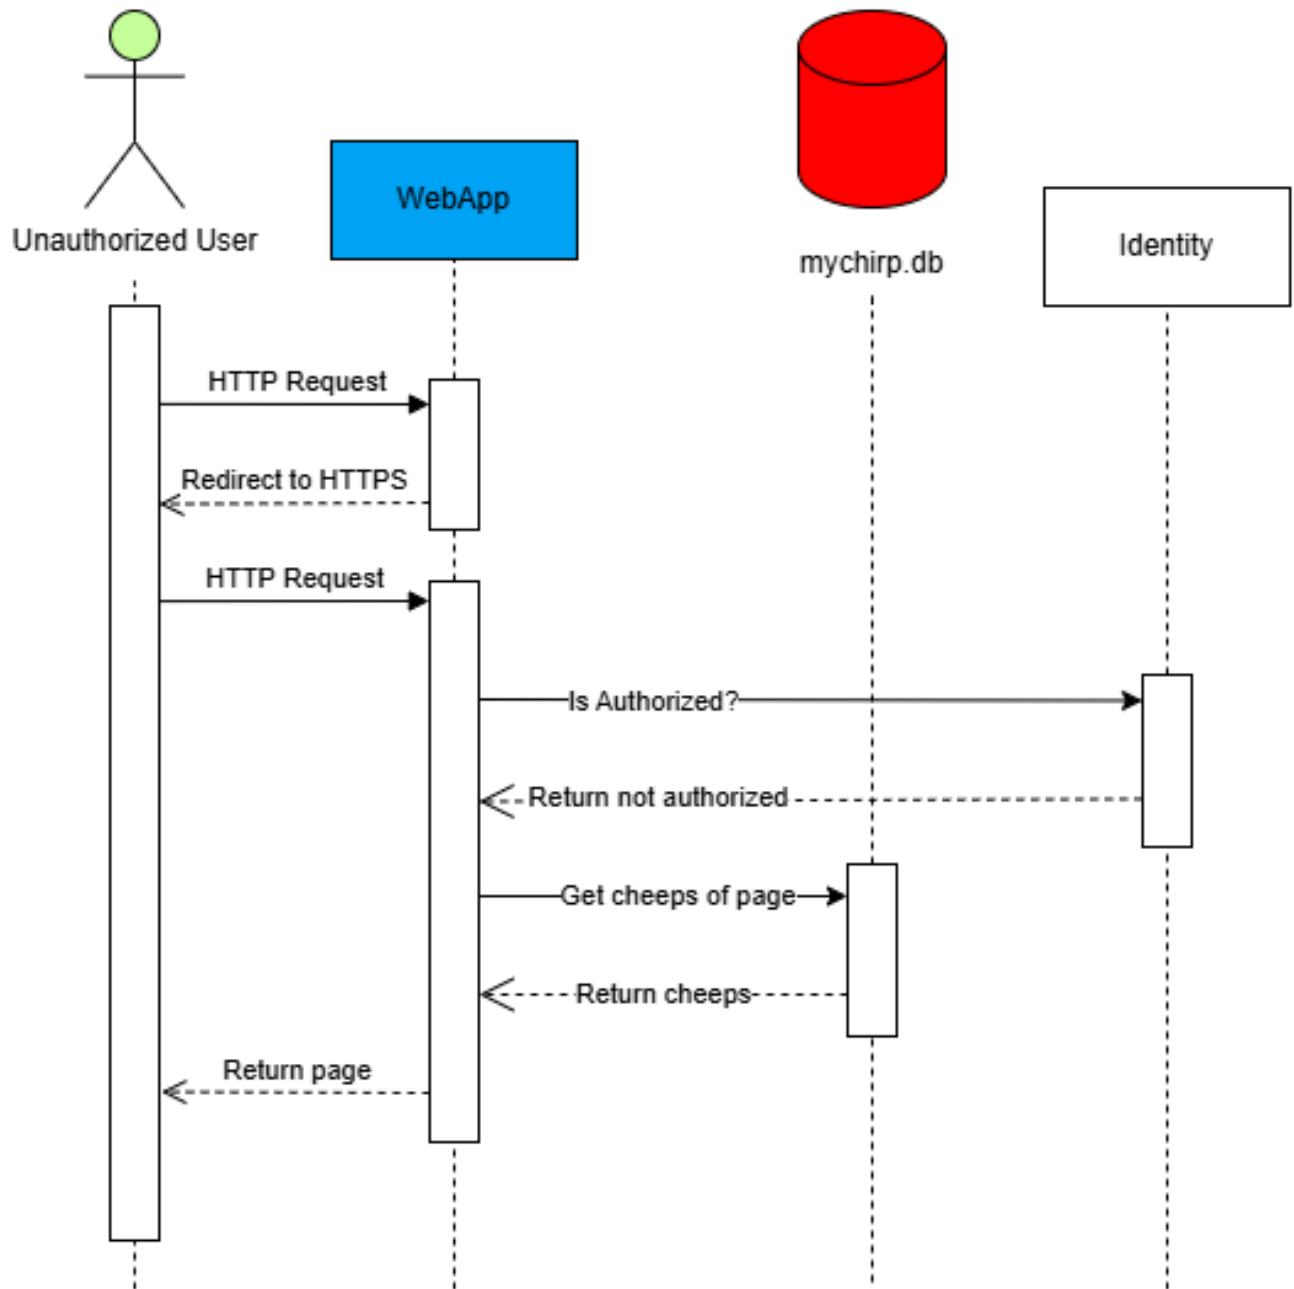 Unauthorized User
WebApp
mychirp.db
Identity
HTTP Request
Redirect to HTTPS
HTTP Request
Is Authorized?
Return not authorized
Get cheeps of page
Return cheeps
Return page